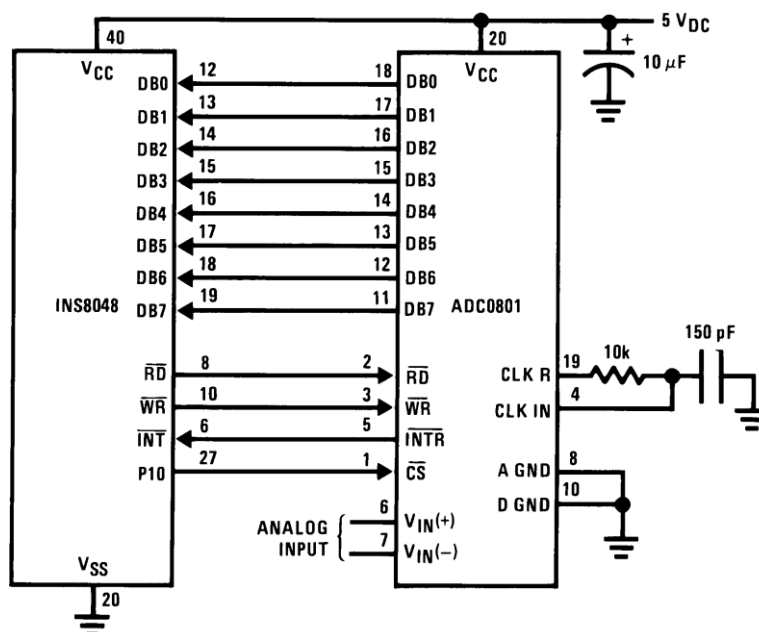 5 VDC
40
20
+
10 μF
VCC
VCC
DB0 12 18 DB0
DB1 13 17 DB1
DB2 14 16 DB2
DB3 15 15 DB3
DB4 16 14 DB4
DB5 17 13 DB5
DB6 18 12 DB6
DB7 19 11 DB7
INS8048
ADC0801
150 pF
10k
RD 8 2 RD
CLK R 19
WR 10 3 WR
CLK IN 4
INT 6 5 INTR
P10 27 1 CS
A GND 8
D GND 10
ANALOG
INPUT
6 VIN(+)
7 VIN(−)
VSS
20